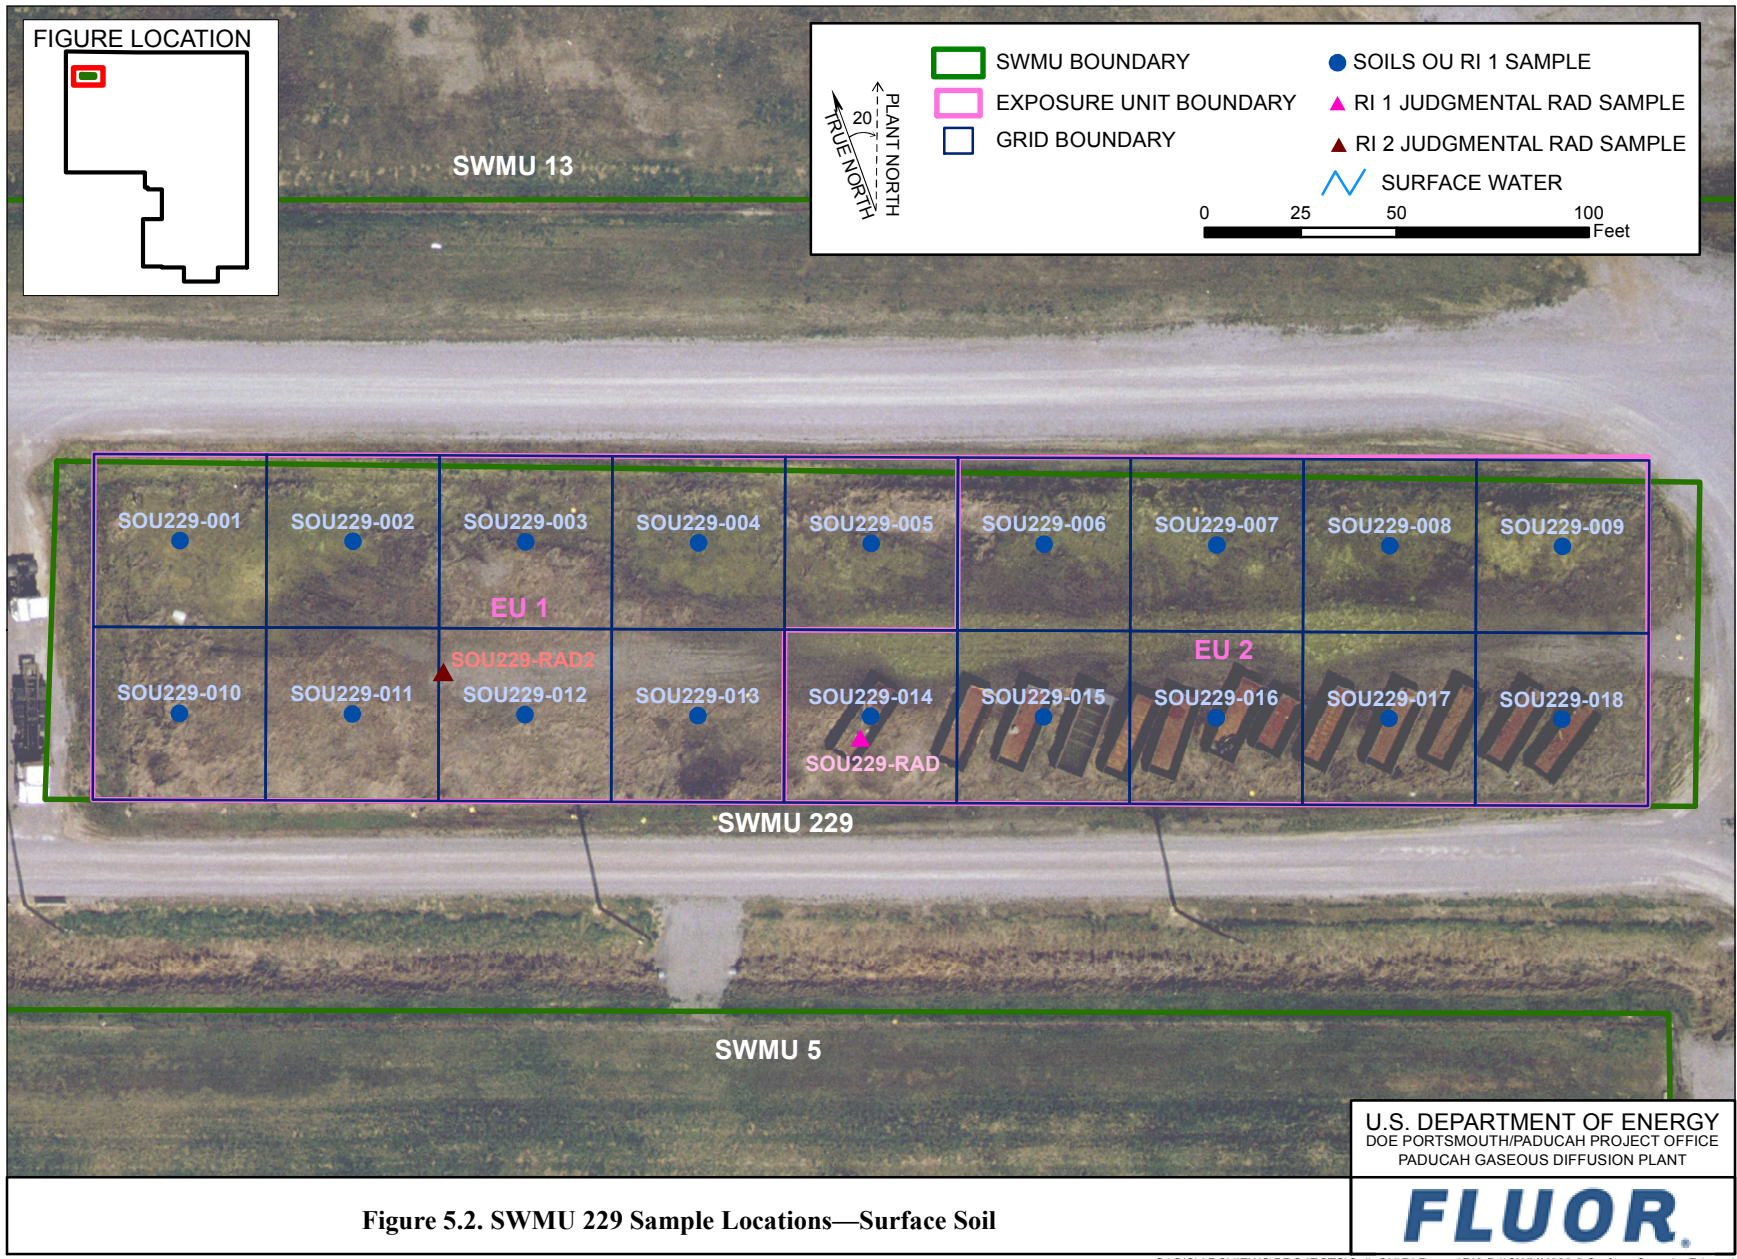 FIGURE LOCATION
SWMU BOUNDARY
EXPOSURE UNIT BOUNDARY
GRID BOUNDARY
SOILS OU RI 1 SAMPLE
RI 1 JUDGMENTAL RAD SAMPLE
RI 2 JUDGMENTAL RAD SAMPLE
SURFACE WATER
20
TRUE NORTH
PLANT NORTH
0 25 50 100
Feet
SWMU 13
SOU229-001 SOU229-002 SOU229-003 SOU229-004 SOU229-005 SOU229-006 SOU229-007 SOU229-008 SOU229-009
EU 1
EU 2
SOU229-RAD2
SOU229-010 SOU229-011 SOU229-012 SOU229-013 SOU229-014 SOU229-015 SOU229-016 SOU229-017 SOU229-018
SOU229-RAD
SWMU 229
SWMU 5
U.S. DEPARTMENT OF ENERGY
DOE PORTSMOUTH/PADUCAH PROJECT OFFICE
PADUCAH GASEOUS DIFFUSION PLANT
Figure 5.2. SWMU 229 Sample Locations—Surface Soil
FLUOR®